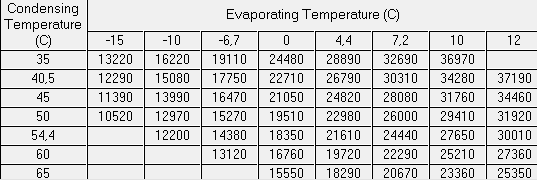 Condensing Temperature (C) Evaporating Temperature (C)
-15 -10 -6,7 0 4,4 7,2 10 12
35 13220 16220 19110 24480 28890 32690 36970
40,5 12290 15080 17750 22710 26790 30310 34280 37190
45 11390 13990 16470 21050 24820 28080 31760 34460
50 10520 12970 15270 19510 22980 26000 29410 31920
54,4 12200 14380 18350 21610 24440 27650 30010
60 13120 16760 19720 22290 25210 27360
65 15550 18290 20670 23360 25350